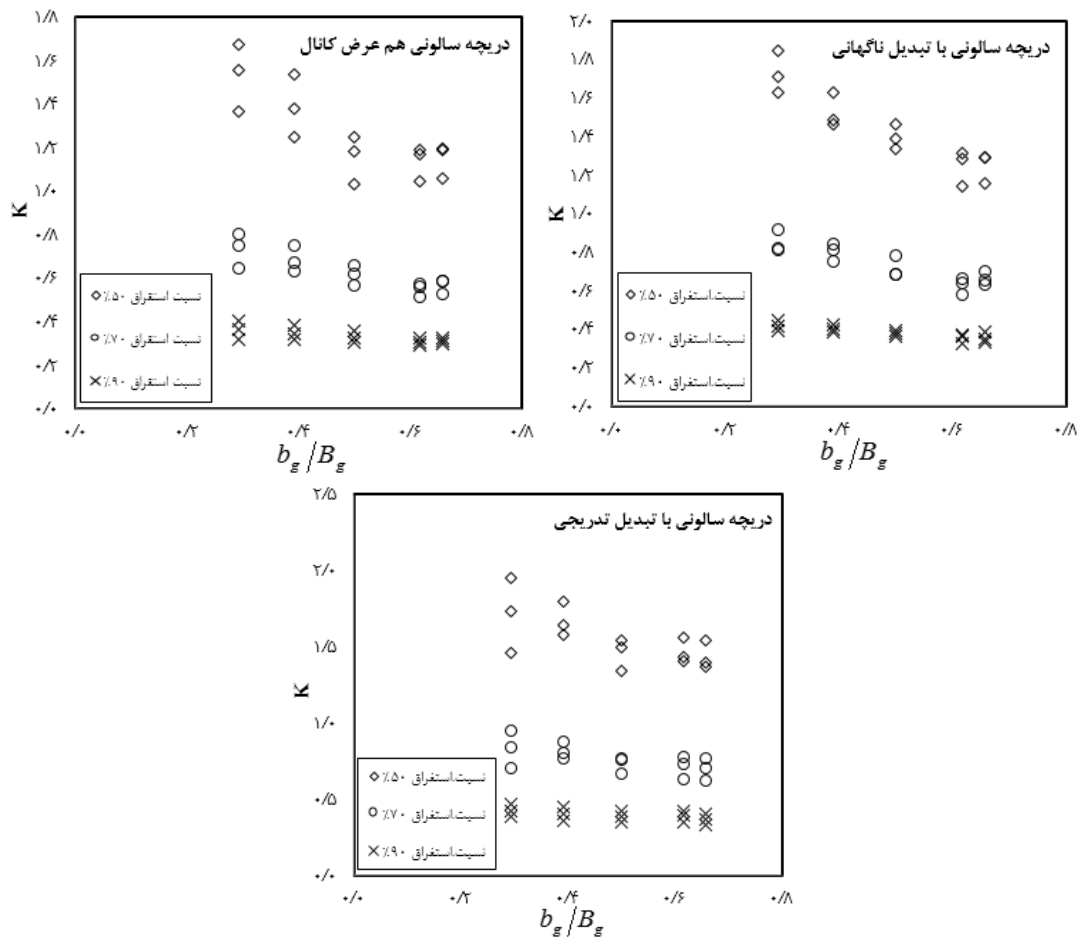 دریچه سالونی هم عرض کانال
۱/۸
۱/۶
۱/۴
۱/۲
۱/۰
۰/۸
۰/۶
۰/۴
۰/۲
۰/۰
K
نسبت استغراق ۵۰٪
نسبت استغراق ۷۰٪
نسبت استغراق ۹۰٪
۰/۰ ۰/۲ ۰/۴ ۰/۶ ۰/۸
b_g/B_g
دریچه سالونی با تبدیل ناگهانی
۲/۰
۱/۸
۱/۶
۱/۴
۱/۲
۱/۰
۰/۸
۰/۶
۰/۴
۰/۲
۰/۰
K
نسبت استغراق ۵۰٪
نسبت استغراق ۷۰٪
نسبت استغراق ۹۰٪
۰/۰ ۰/۲ ۰/۴ ۰/۶ ۰/۸
b_g/B_g
دریچه سالونی با تبدیل تدریجی
۲/۵
۲/۰
۱/۵
۱/۰
۰/۵
۰/۰
K
نسبت استغراق ۵۰٪
نسبت استغراق ۷۰٪
نسبت استغراق ۹۰٪
۰/۰ ۰/۲ ۰/۴ ۰/۶ ۰/۸
b_g/B_g